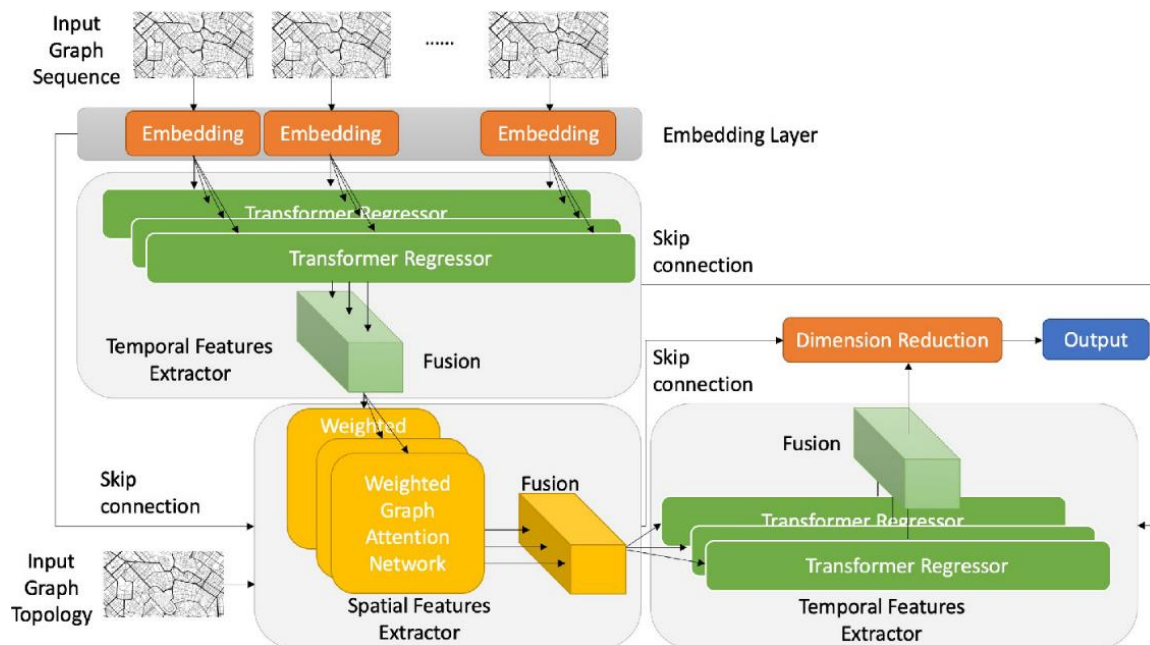 Input
Graph
Sequence
......
Embedding
Embedding
Embedding
Embedding Layer
Transformer Regressor
Transformer Regressor
Skip
connection
Temporal Features
Extractor
Fusion
Skip
connection
Dimension Reduction
Output
Weighted
Weighted
Graph
Attention
Network
Fusion
Spatial Features
Extractor
Skip
connection
Input
Graph
Topology
Fusion
Transformer Regressor
Transformer Regressor
Temporal Features
Extractor